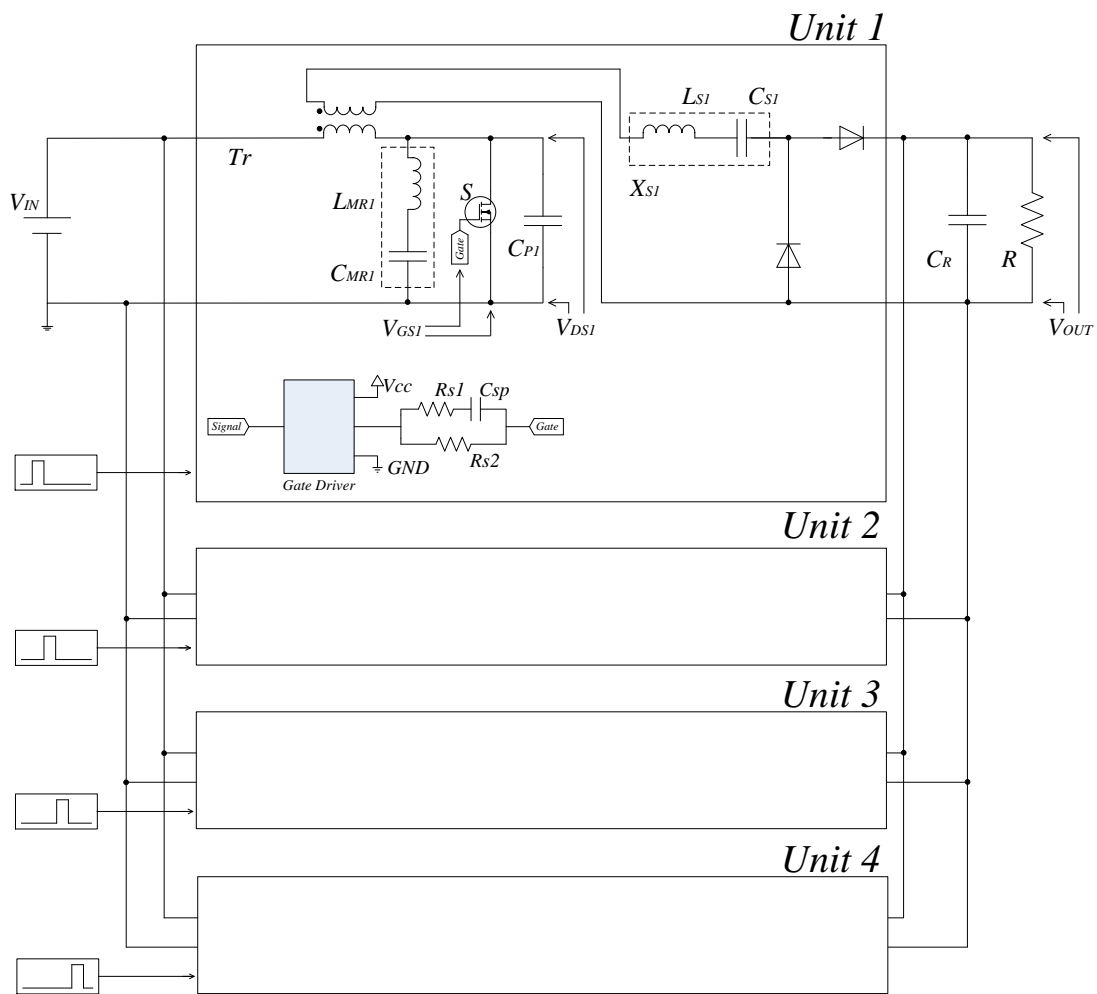 Unit 1
LS1 CS1
Tr
XS1
VIN
LMR1
S
Gate
CP1
CMR1
CR
R
VGS1
VDS1
VOUT
Vcc
Rs1 Csp
Signal
Gate
Rs2
GND
Gate Driver
Unit 2
Unit 3
Unit 4